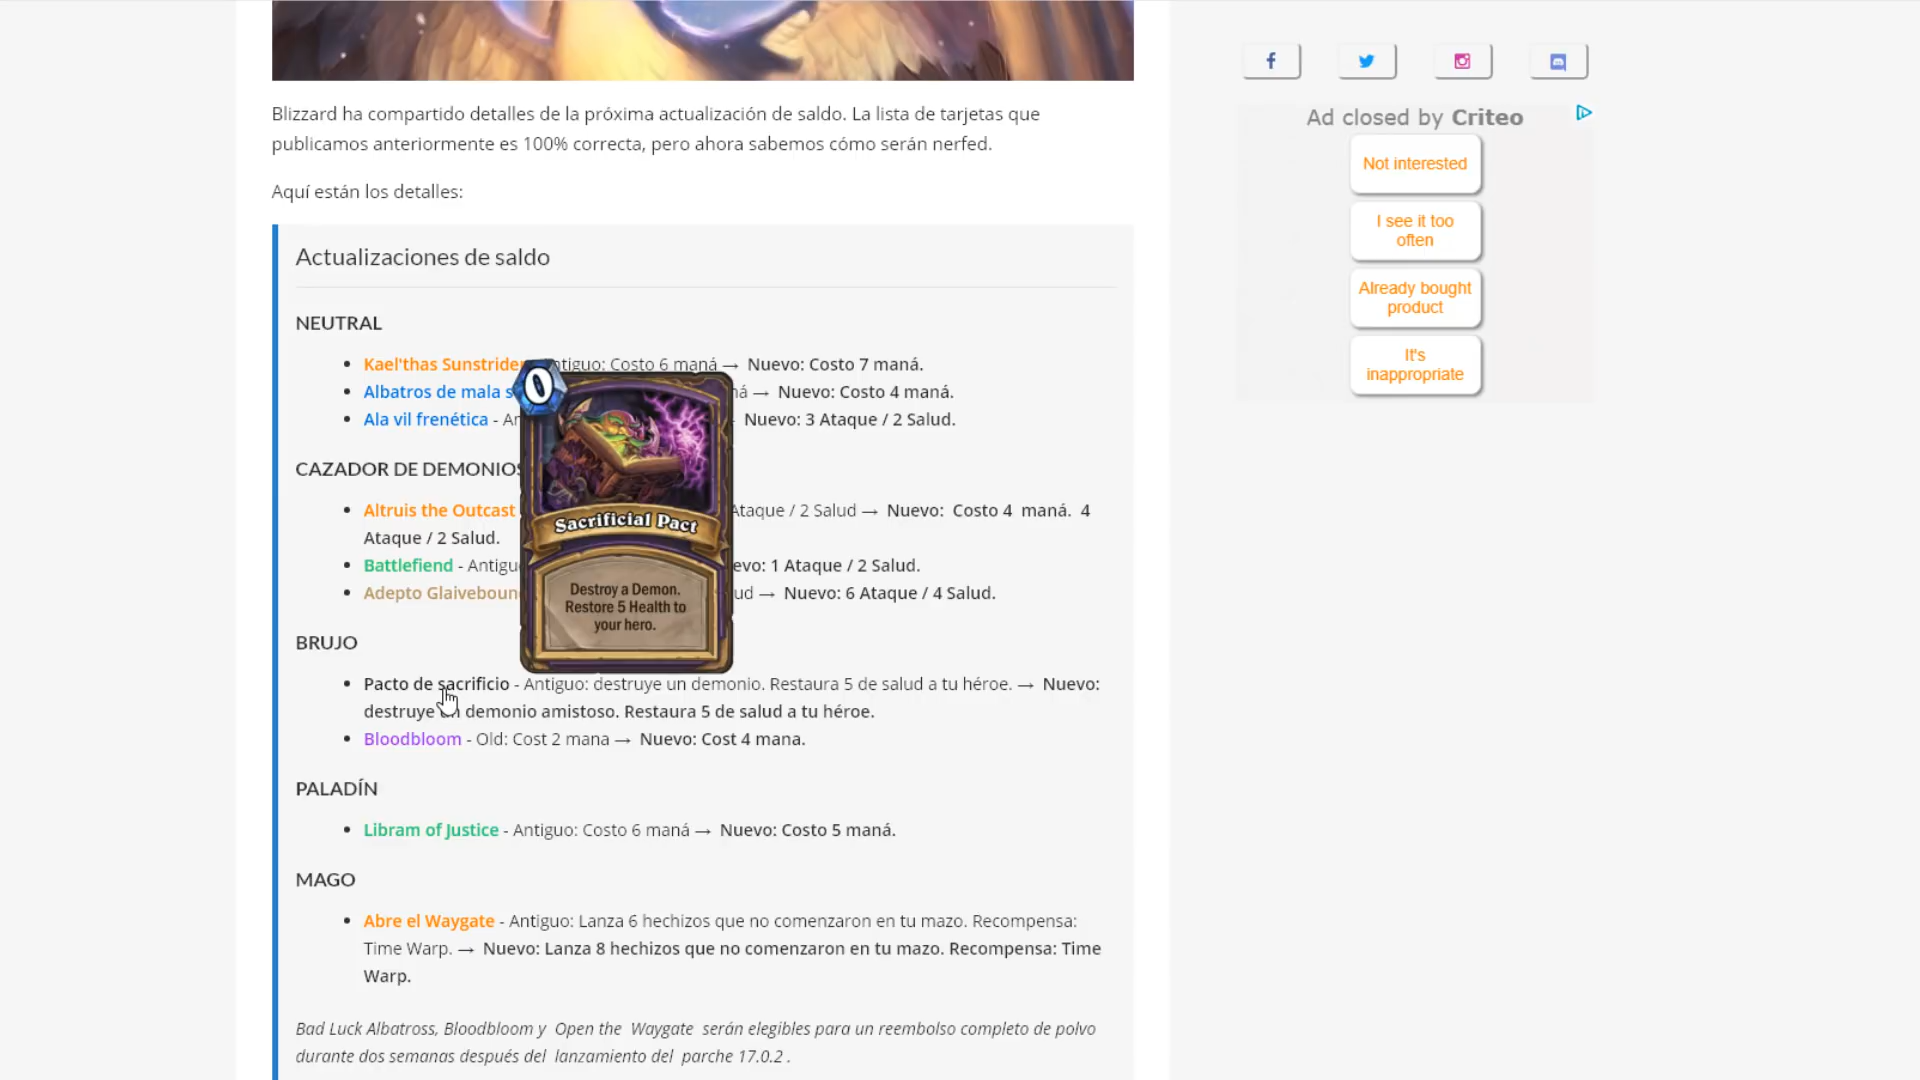 Blizzard ha compartido detalles de la próxima actualización de saldo. La lista de tarjetas que
publicamos anteriormente es 100% correcta, pero ahora sabemos cómo serán nerfed.
Aquí están los detalles:
Actualizaciones de saldo
NEUTRAL
Kael'thas Sunstrider ntiguo: Costo 6 maná → Nuevo: Costo 7 maná.
Albatros de mala s → Nuevo: Costo 4 maná.
Ala vil frenética - An Nuevo: 3 Ataque / 2 Salud.
CAZADOR DE DEMONIOS
Altruis the Outcast Ataque / 2 Salud → Nuevo: Costo 4 maná. 4
Ataque / 2 Salud.
Battlefiend - Antigu evo: 1 Ataque / 2 Salud.
Adepto Glaiveboun ud → Nuevo: 6 Ataque / 4 Salud.
0
Sacrificial Pact
Destroy a Demon.
Restore 5 Health to
your hero.
BRUJO
Pacto de sacrificio - Antiguo: destruye un demonio. Restaura 5 de salud a tu héroe. → Nuevo:
destruye un demonio amistoso. Restaura 5 de salud a tu héroe.
Bloodbloom - Old: Cost 2 mana → Nuevo: Cost 4 mana.
PALADÍN
Libram of Justice - Antiguo: Costo 6 maná → Nuevo: Costo 5 maná.
MAGO
Abre el Waygate - Antiguo: Lanza 6 hechizos que no comenzaron en tu mazo. Recompensa:
Time Warp. → Nuevo: Lanza 8 hechizos que no comenzaron en tu mazo. Recompensa: Time
Warp.
Bad Luck Albatross, Bloodbloom y Open the Waygate serán elegibles para un reembolso completo de polvo
durante dos semanas después del lanzamiento del parche 17.0.2 .
Ad closed by Criteo
Not interested
I see it too
often
Already bought
product
It's
inappropriate